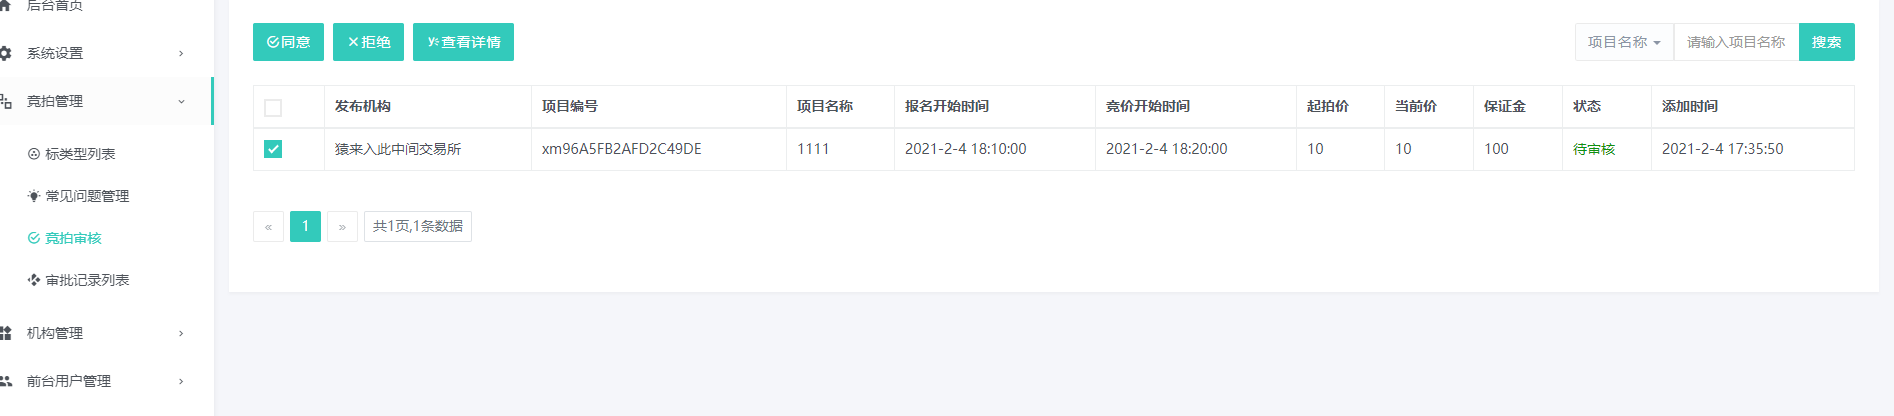 后台首页
系统设置
竞拍管理
标类型列表
常见问题管理
竞拍审核
审批记录列表
机构管理
前台用户管理
同意 拒绝 查看详情
项目名称 请输入项目名称 搜索
发布机构 项目编号 项目名称 报名开始时间 竞价开始时间 起拍价 当前价 保证金 状态 添加时间
猿来入此中间交易所 xm96A5FB2AFD2C49DE 1111 2021-2-4 18:10:00 2021-2-4 18:20:00 10 10 100 待审核 2021-2-4 17:35:50
« 1 » 共1页,1条数据